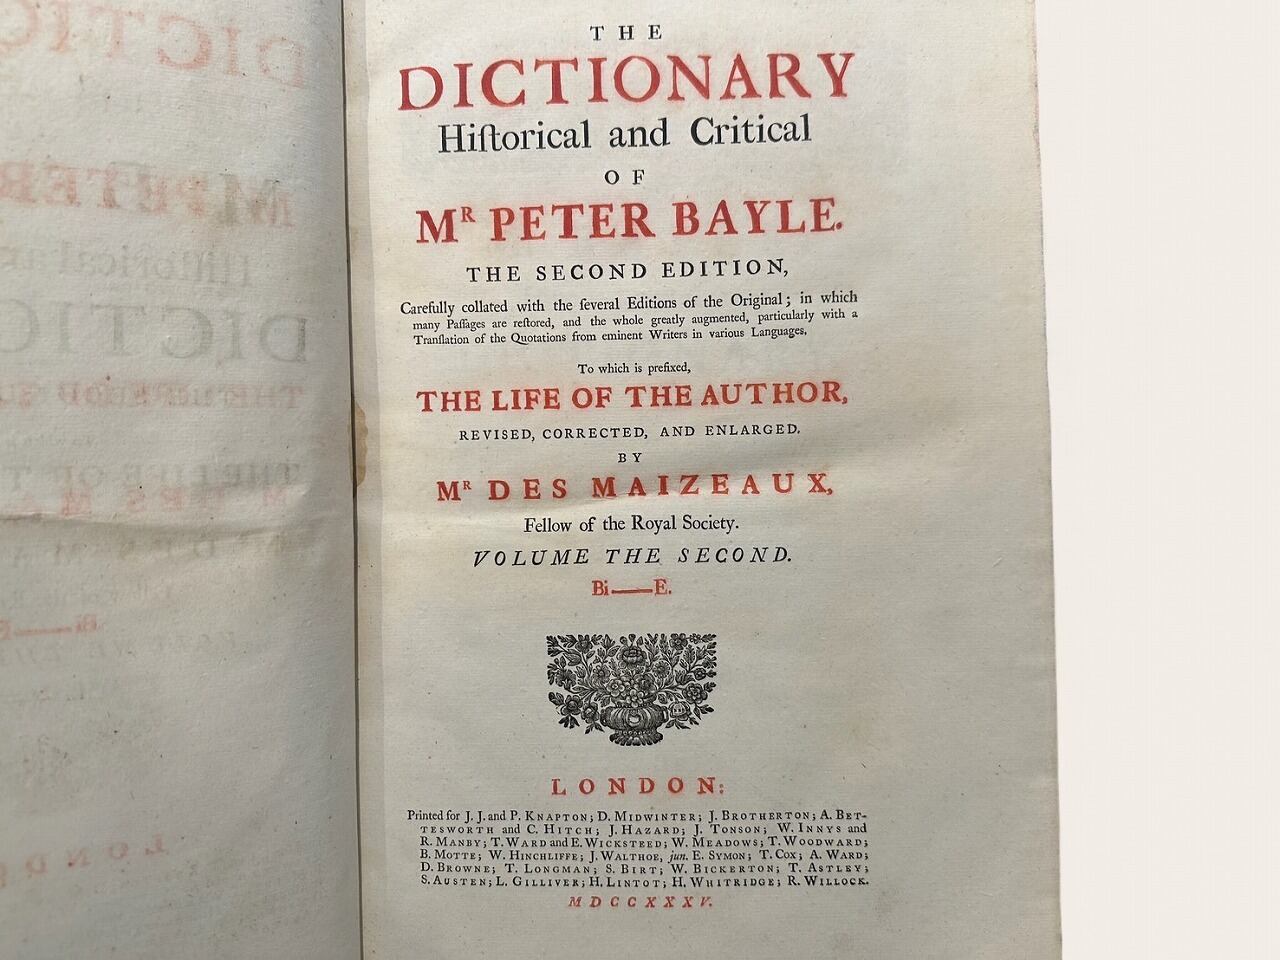 THE
DICTIONARY
Hiſtorical and Critical
OF
MR PETER BAYLE.
THE SECOND EDITION,
Carefully collated with the ſeveral Editions of the Original; in which
many Paſſages are reſtored, and the whole greatly augmented, particularly with a
Tranſlation of the Quotations from eminent Writers in various Languages.
To which is prefixed,
THE LIFE OF THE AUTHOR,
REVISED, CORRECTED, AND ENLARGED.
BY
MR DES MAIZEAUX,
Fellow of the Royal Society.
VOLUME THE SECOND.
Bi——E.
LONDON:
Printed for J. J. and P. KNAPTON; D. MIDWINTER; J. BROTHERTON; A. BET-
TESWORTH and C. HITCH; J. HAZARD; J. TONSON; W. INNYS and
R. MANBY; T. WARD and E. WICKSTEED; W. MEADOWS; T. WOODWARD;
B. MOTTE; W. HINCHLIFFE; J. WALTHOE, jun. E. SYMON; T. COX; A. WARD;
D. BROWNE; T. LONGMAN; S. BIRT; W. BICKERTON; T. ASTLEY;
S. AUSTEN; L. GILLIVER; H. LINTOT; H. WHITRIDGE; R. WILLOCK.
MDCCXXXV.